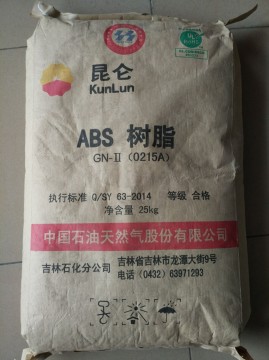 昆仑
KunLun
ABS 树脂
GN-Ⅱ(0215A)
执行标准 Q/SY 63-2014 等级 合格
净含量 25kg
中国石油天然气股份有限公司
吉林石化分公司 吉林省吉林市龙潭大街9号
电话(0432) 63971293